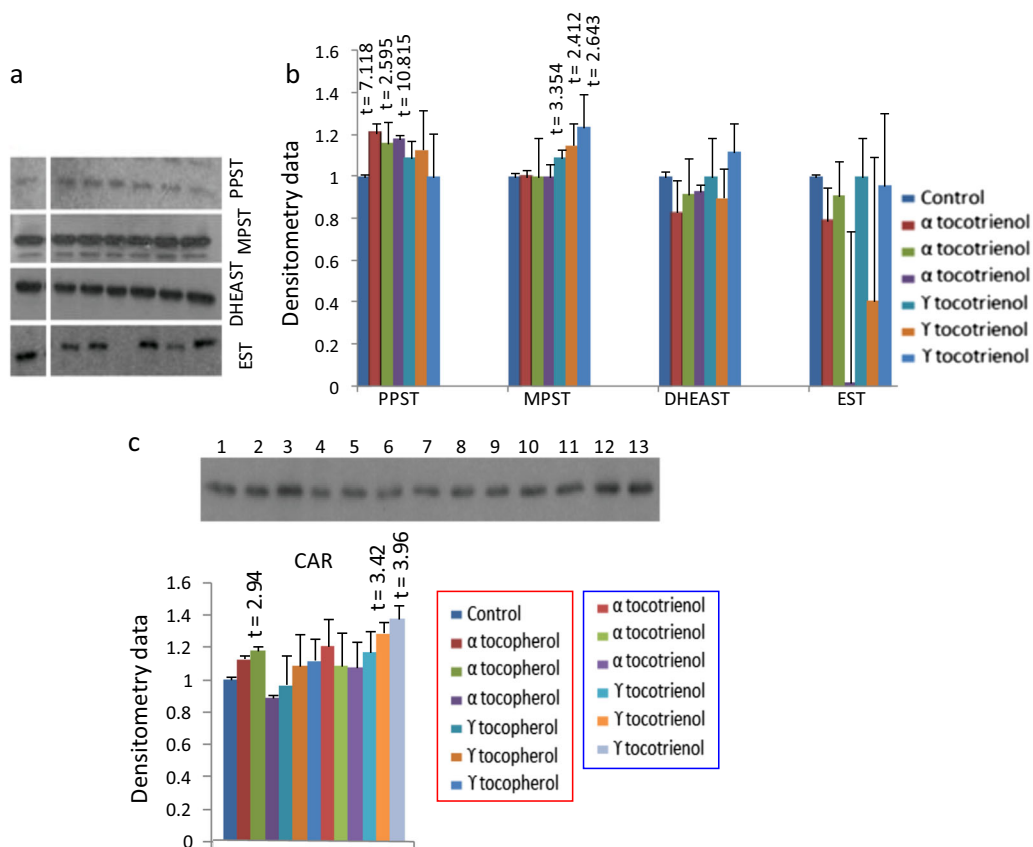 a
PPST
MPST
DHEAST
EST
b
Densitometry data
1.6
1.4
1.2
1
0.8
0.6
0.4
0.2
0
t= 7.118
t = 2.595
t = 10.815
t = 3.354
t = 2.412
t = 2.643
PPST MPST DHEAST EST
Control
α tocotrienol
α tocotrienol
α tocotrienol
ϒ tocotrienol
ϒ tocotrienol
ϒ tocotrienol
c
1 2 3 4 5 6 7 8 9 10 11 12 13
CAR
Densitometry data
1.6
1.4
1.2
1
0.8
0.6
0.4
0.2
0
t = 2.94
t = 3.42
t = 3.96
Control
α tocopherol
α tocopherol
α tocopherol
ϒ tocopherol
ϒ tocopherol
ϒ tocopherol
α tocotrienol
α tocotrienol
α tocotrienol
ϒ tocotrienol
ϒ tocotrienol
ϒ tocotrienol